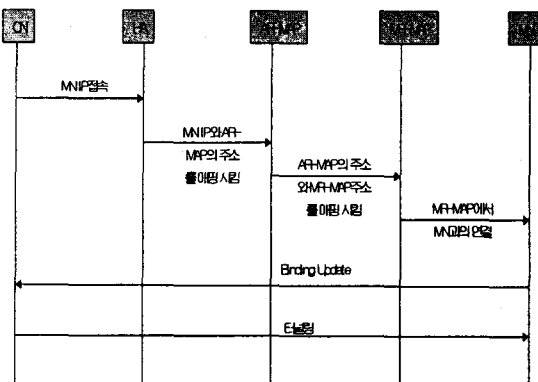 CN
HA
MN IP접속
MN IP와 AR-
MAP의 주소
를 매핑 시킴
AR-MAP의 주소
와 MR-MAP주소
를 매핑 시킴
MR-MAP에서
MN과의 연결
Binding Update
터널링